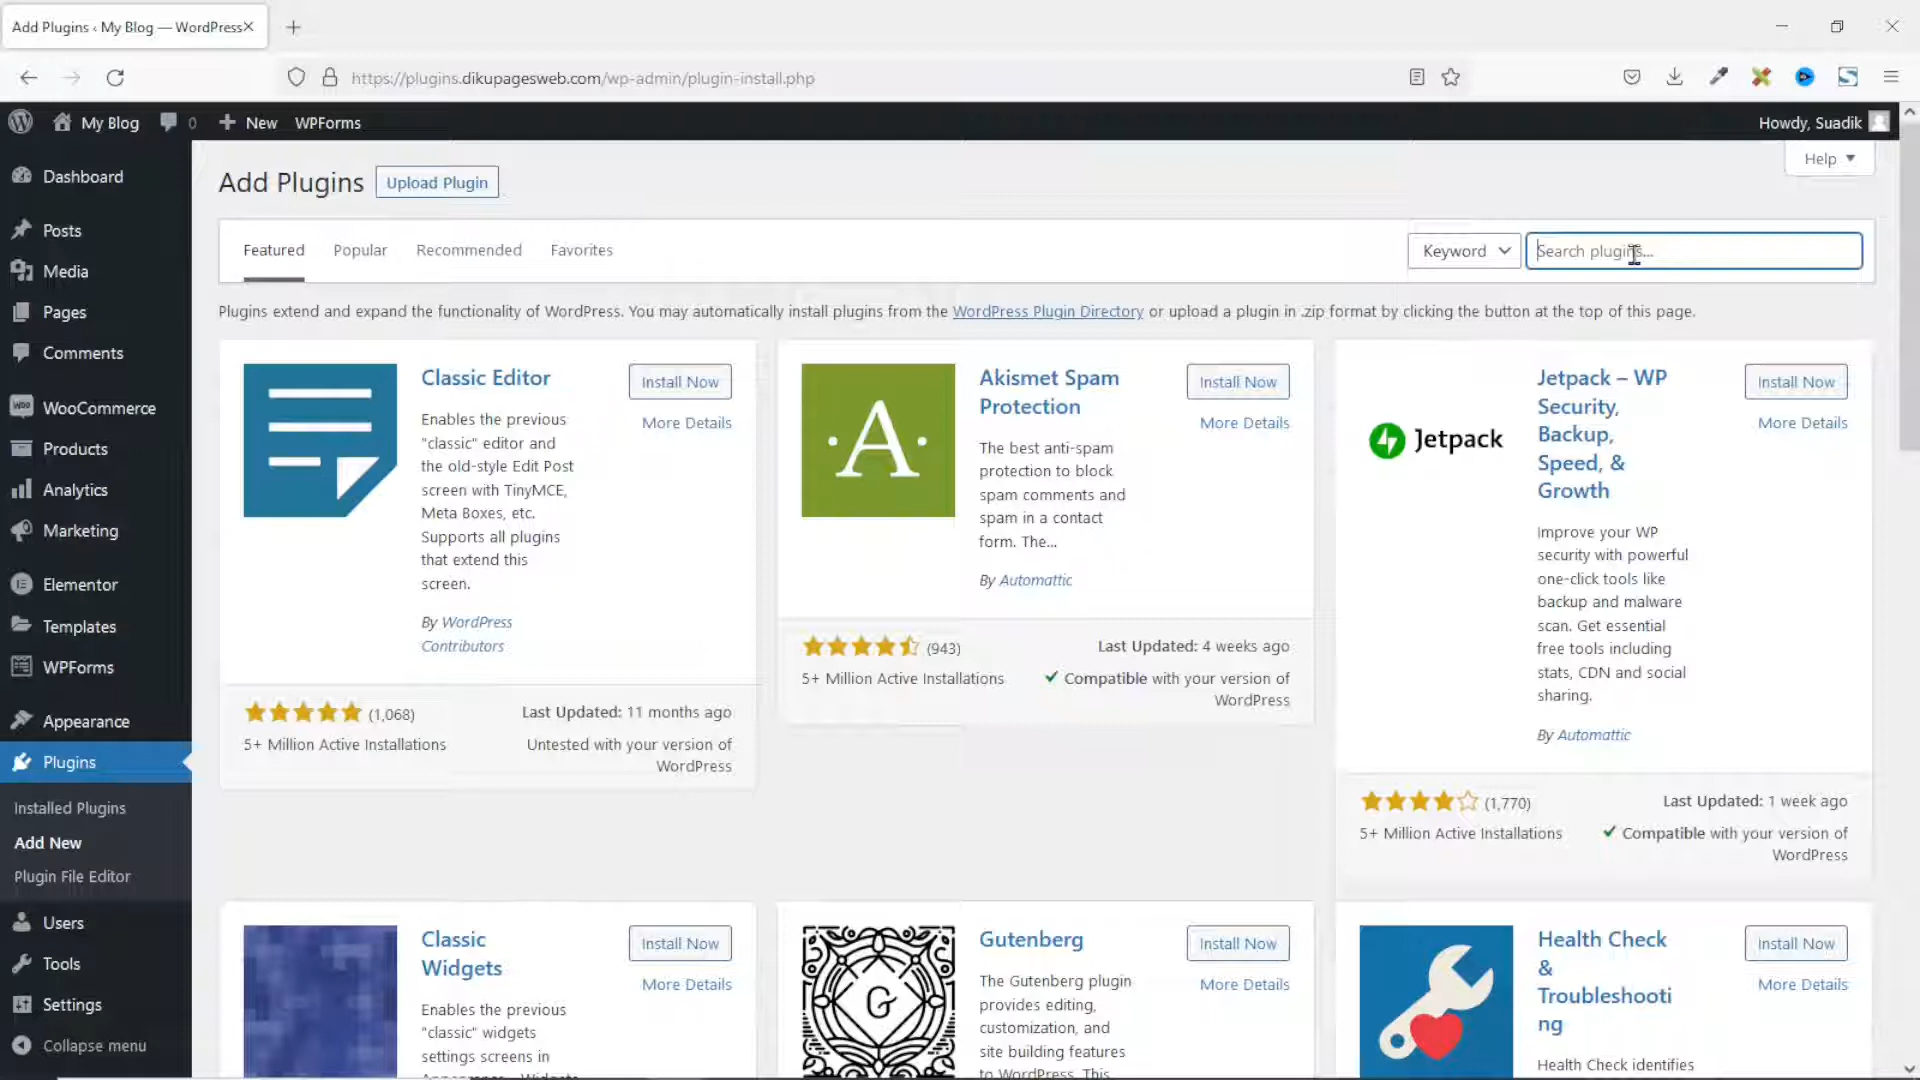 Add Plugins ‹ My Blog — WordPress
https://plugins.dikupagesweb.com/wp-admin/plugin-install.php
My Blog
0
New
WPForms
Howdy, Suadik
Help
Dashboard
Posts
Media
Pages
Comments
WooCommerce
Products
Analytics
Marketing
Elementor
Templates
WPForms
Appearance
Plugins
Installed Plugins
Add New
Plugin File Editor
Users
Tools
Settings
Collapse menu
Add Plugins
Upload Plugin
Featured
Popular
Recommended
Favorites
Keyword
Search plugins...
Plugins extend and expand the functionality of WordPress. You may automatically install plugins from the WordPress Plugin Directory or upload a plugin in .zip format by clicking the button at the top of this page.
Classic Editor
Install Now
More Details
Enables the previous
"classic" editor and
the old-style Edit Post
screen with TinyMCE,
Meta Boxes, etc.
Supports all plugins
that extend this
screen.
By WordPress
Contributors
(1,068)
Last Updated: 11 months ago
5+ Million Active Installations
Untested with your version of
WordPress
A
Akismet Spam
Protection
Install Now
More Details
The best anti-spam
protection to block
spam comments and
spam in a contact
form. The...
By Automattic
(943)
Last Updated: 4 weeks ago
5+ Million Active Installations
Compatible with your version of
WordPress
Jetpack
Jetpack – WP
Security,
Backup,
Speed, &
Growth
Install Now
More Details
Improve your WP
security with powerful
one-click tools like
backup and malware
scan. Get essential
free tools including
stats, CDN and social
sharing.
By Automattic
(1,770)
Last Updated: 1 week ago
5+ Million Active Installations
Compatible with your version of
WordPress
Classic
Widgets
Install Now
More Details
Enables the previous
"classic" widgets
settings screens in
G
Gutenberg
Install Now
More Details
The Gutenberg plugin
provides editing,
customization, and
site building features
to WordPress. This
Health Check
&
Troubleshooti
ng
Install Now
More Details
Health Check identifies